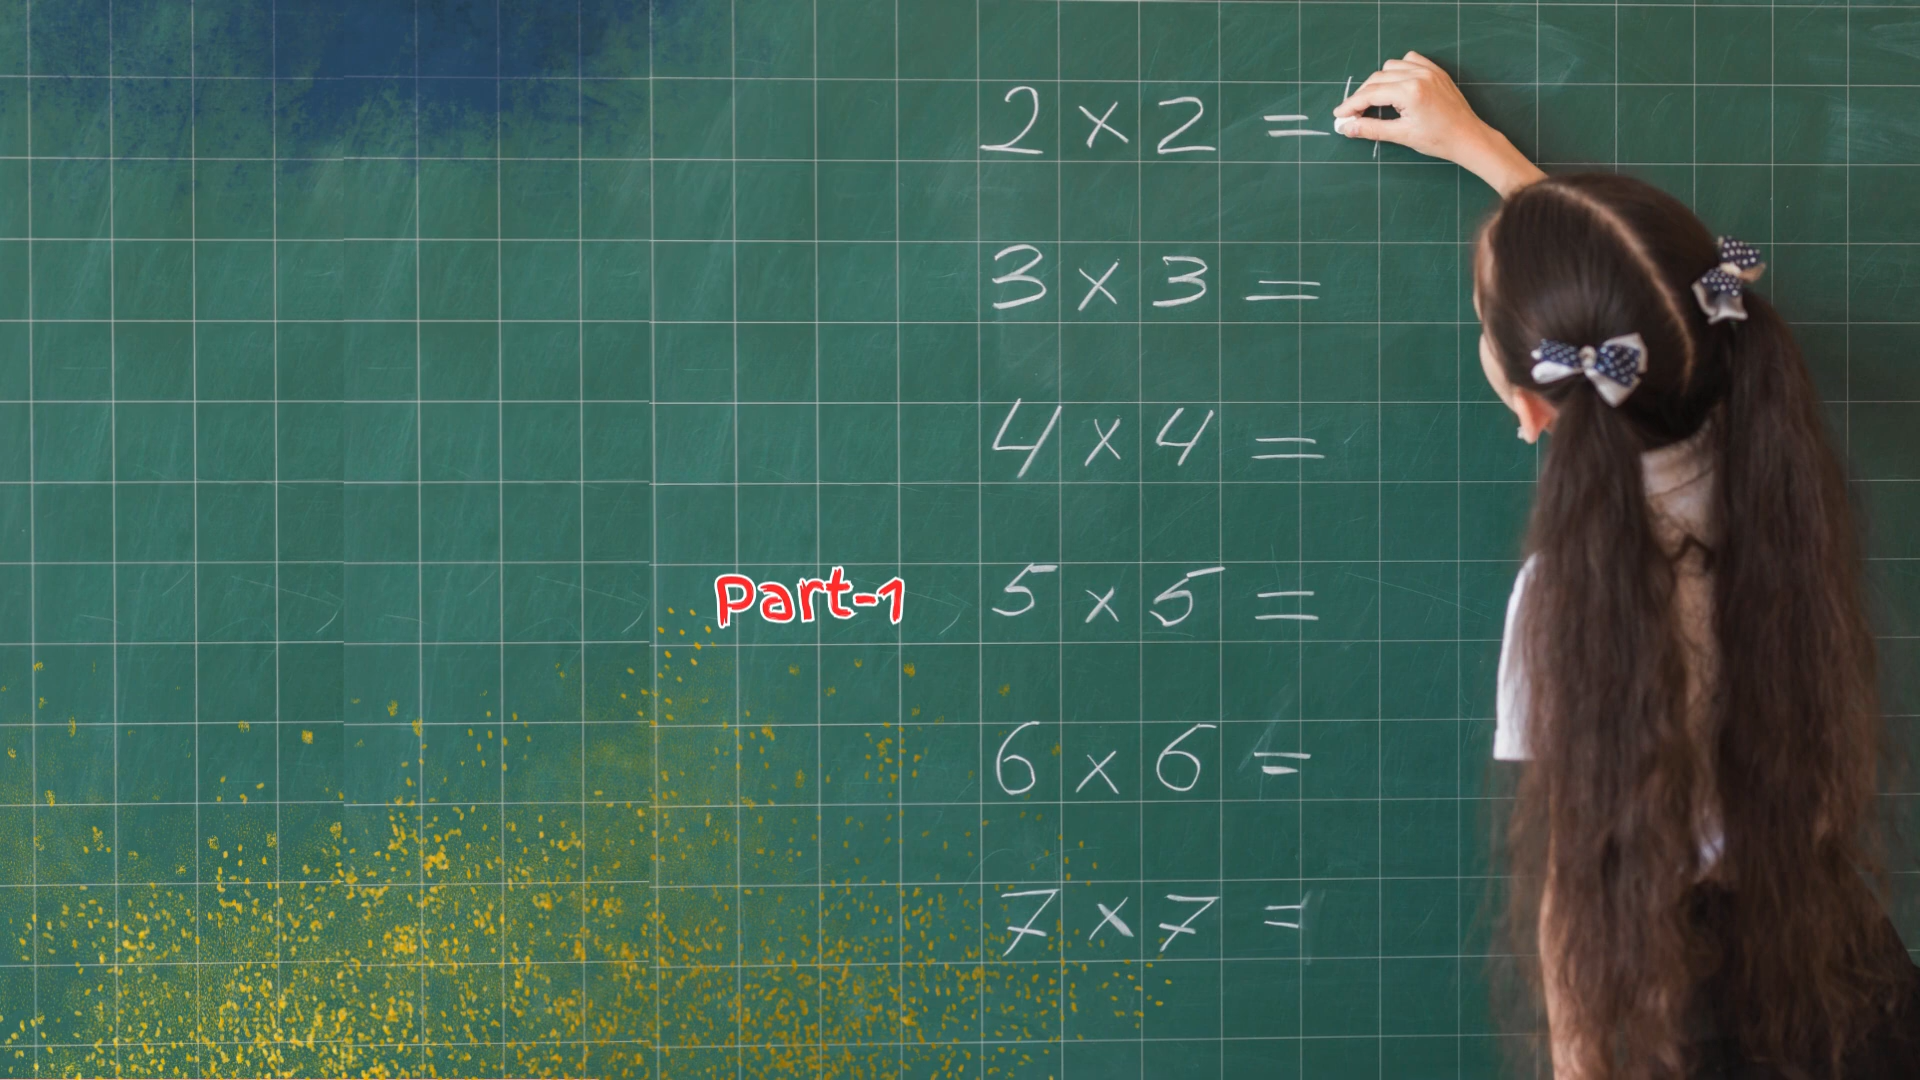 2 × 2 =
3 × 3 =
4 × 4 =
Part-1
5 × 5 =
6 × 6 =
7 × 7 =